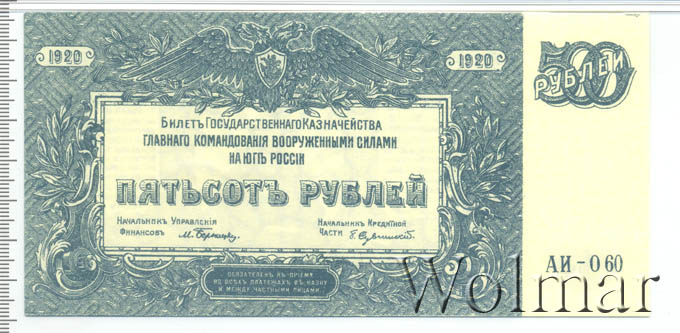 1920
1920
500
РУБЛЕЙ
БИЛЕТЪ ГОСУДАРСТВЕННАГО КАЗНАЧЕЙСТВА
ГЛАВНАГО КОМАНДОВАНІЯ ВООРУЖЕННЫМИ СИЛАМИ
НА ЮГѢ РОССІИ
ПЯТЬСОТЪ РУБЛЕЙ
НАЧАЛЬНИКЪ УПРАВЛЕНІЯ
ФИНАНСОВЪ
НАЧАЛЬНИКЪ КРЕДИТНОЙ
ЧАСТИ
ОБЯЗАТЕЛЕНЪ КЪ ПРІЕМУ
ВО ВСѢХЪ ПЛАТЕЖАХЪ ВЪ КАЗНУ
И МЕЖДУ ЧАСТНЫМИ ЛИЦАМИ.
АИ-060
Wolmar